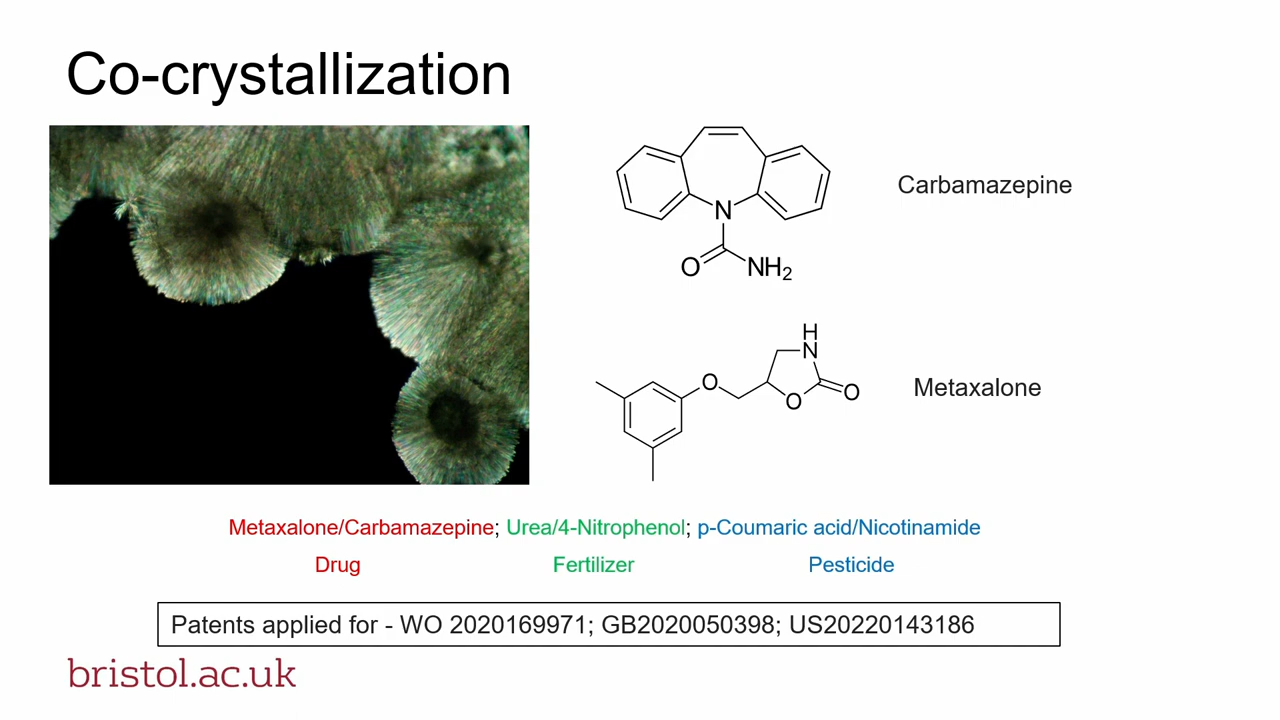 Co-crystallization
Carbamazepine
N
O
NH2
H
N
O
O
O
Metaxalone
Metaxalone/Carbamazepine; Urea/4-Nitrophenol; p-Coumaric acid/Nicotinamide
Drug Fertilizer Pesticide
Patents applied for - WO 2020169971; GB2020050398; US20220143186
bristol.ac.uk